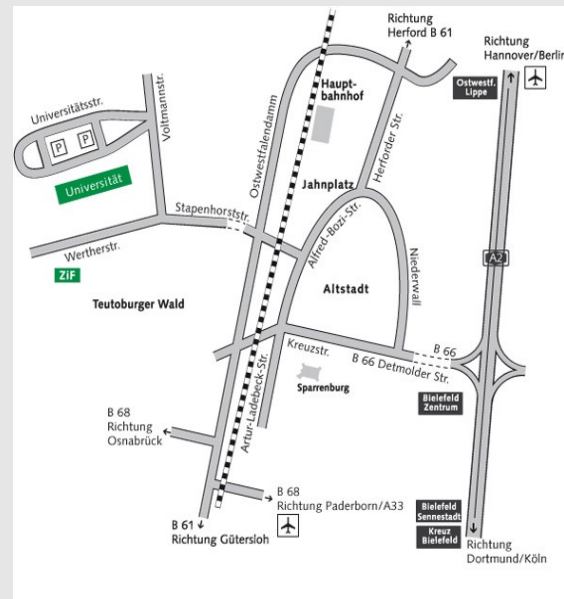 Richtung
Herford B 61
Richtung
Hannover/Berlin
Ostwestf.
Lippe
Haupt-
bahnhof
Universitätsstr.
Voltmannstr.
P
P
Universität
Ostwestfalendamm
Herforder Str.
Jahnplatz
Stapenhorststr.
Alfred-Bozi-Str.
Wertherstr.
ZiF
Teutoburger Wald
Altstadt
Niederwall
A2
Kreuzstr.
B 66 Detmolder Str.
B 66
Sparrenburg
Artur-Ladebeck-Str.
Bielefeld
Zentrum
B 68
Richtung
Osnabrück
B 68
Richtung Paderborn/A33
B 61
Richtung Gütersloh
Bielefeld
Sennestadt
Kreuz
Bielefeld
Richtung
Dortmund/Köln